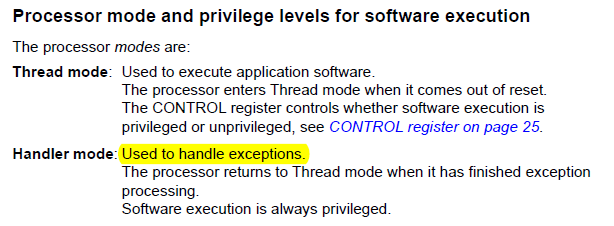 Processor mode and privilege levels for software execution
The processor modes are:
Thread mode: Used to execute application software.
The processor enters Thread mode when it comes out of reset.
The CONTROL register controls whether software execution is
privileged or unprivileged, see CONTROL register on page 25.
Handler mode: Used to handle exceptions.
The processor returns to Thread mode when it has finished exception
processing.
Software execution is always privileged.